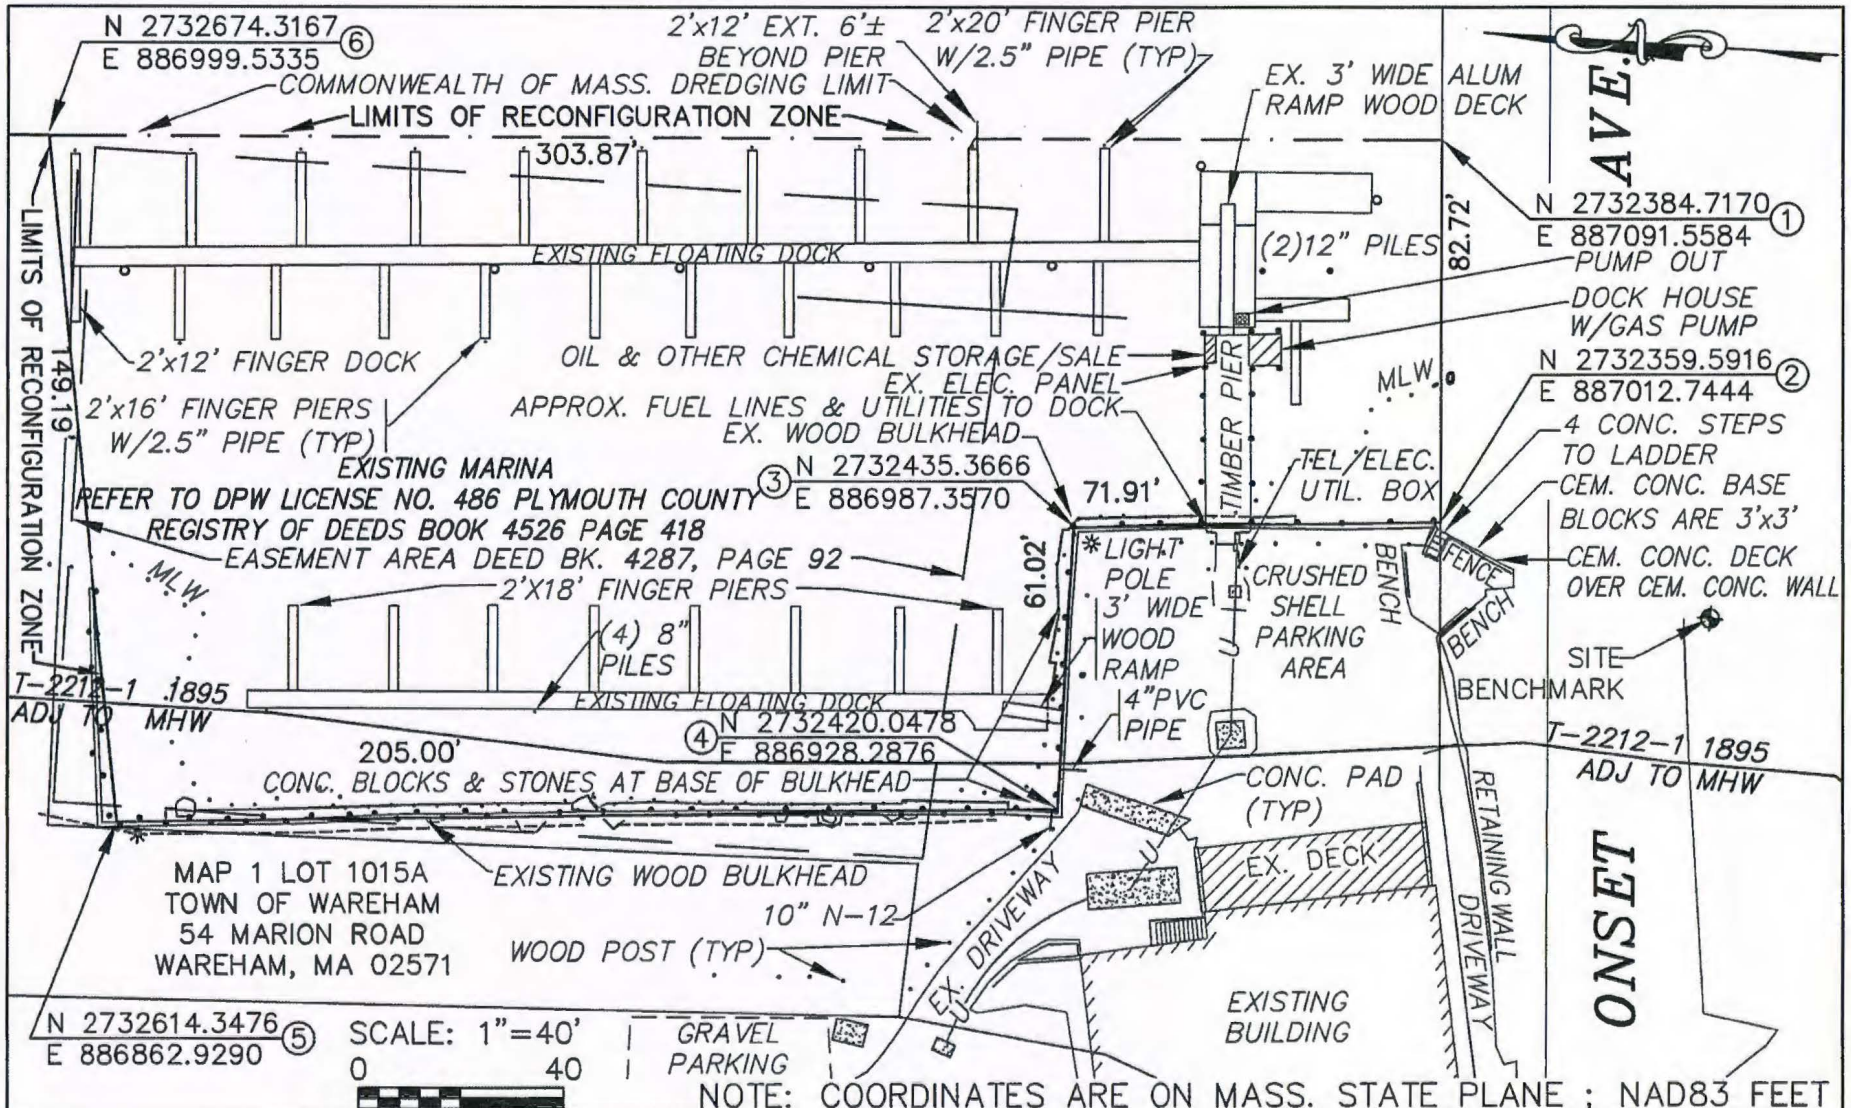 N 2732674.3167
E 886999.5335
6
2'x12' EXT. 6'±
BEYOND PIER
2'x20' FINGER PIER
W/2.5" PIPE (TYP)
EX. 3' WIDE ALUM
RAMP WOOD DECK
COMMONWEALTH OF MASS. DREDGING LIMIT
LIMITS OF RECONFIGURATION ZONE
303.87'
AVE.
N 2732384.7170
E 887091.5584
1
82.72'
(2)12" PILES
PUMP OUT
DOCK HOUSE
W/GAS PUMP
EXISTING FLOATING DOCK
LIMITS OF RECONFIGURATION ZONE
149.19'
2'x12' FINGER DOCK
OIL & OTHER CHEMICAL STORAGE/SALE
EX. ELEC. PANEL
MLW
N 2732359.5916
E 887012.7444
2
2'x16' FINGER PIERS
W/2.5" PIPE (TYP)
APPROX. FUEL LINES & UTILITIES TO DOCK
EX. WOOD BULKHEAD
TIMBER PIER
4 CONC. STEPS
TO LADDER
EXISTING MARINA
REFER TO DPW LICENSE NO. 486 PLYMOUTH COUNTY
REGISTRY OF DEEDS BOOK 4526 PAGE 418
3
N 2732435.3666
E 886987.3570
71.91'
TEL/ELEC.
UTIL. BOX
CEM. CONC. BASE
BLOCKS ARE 3'x3'
EASEMENT AREA DEED BK. 4287, PAGE 92
MLW
2'X18' FINGER PIERS
61.02'
LIGHT
POLE
3' WIDE
WOOD
RAMP
CRUSHED
SHELL
PARKING
AREA
U
BENCH
FENCE
BENCH
CEM. CONC. DECK
OVER CEM. CONC. WALL
SITE
BENCHMARK
(4) 8"
PILES
T-2212-1 1895
ADJ TO MHW
EXISTING FLOATING DOCK
4
N 2732420.0478
E 886928.2876
4"PVC
PIPE
T-2212-1 1895
ADJ TO MHW
205.00'
CONC. BLOCKS & STONES AT BASE OF BULKHEAD
CONC. PAD
(TYP)
RETAINING WALL
MAP 1 LOT 1015A
TOWN OF WAREHAM
54 MARION ROAD
WAREHAM, MA 02571
EXISTING WOOD BULKHEAD
10" N-12
WOOD POST (TYP)
U
EX. DECK
EX. DRIVEWAY
DRIVEWAY
ONSET
N 2732614.3476
E 886862.9290
5
SCALE: 1"=40'
0 40
GRAVEL
PARKING
U
EXISTING
BUILDING
NOTE: COORDINATES ARE ON MASS. STATE PLANE ; NAD83 FEET